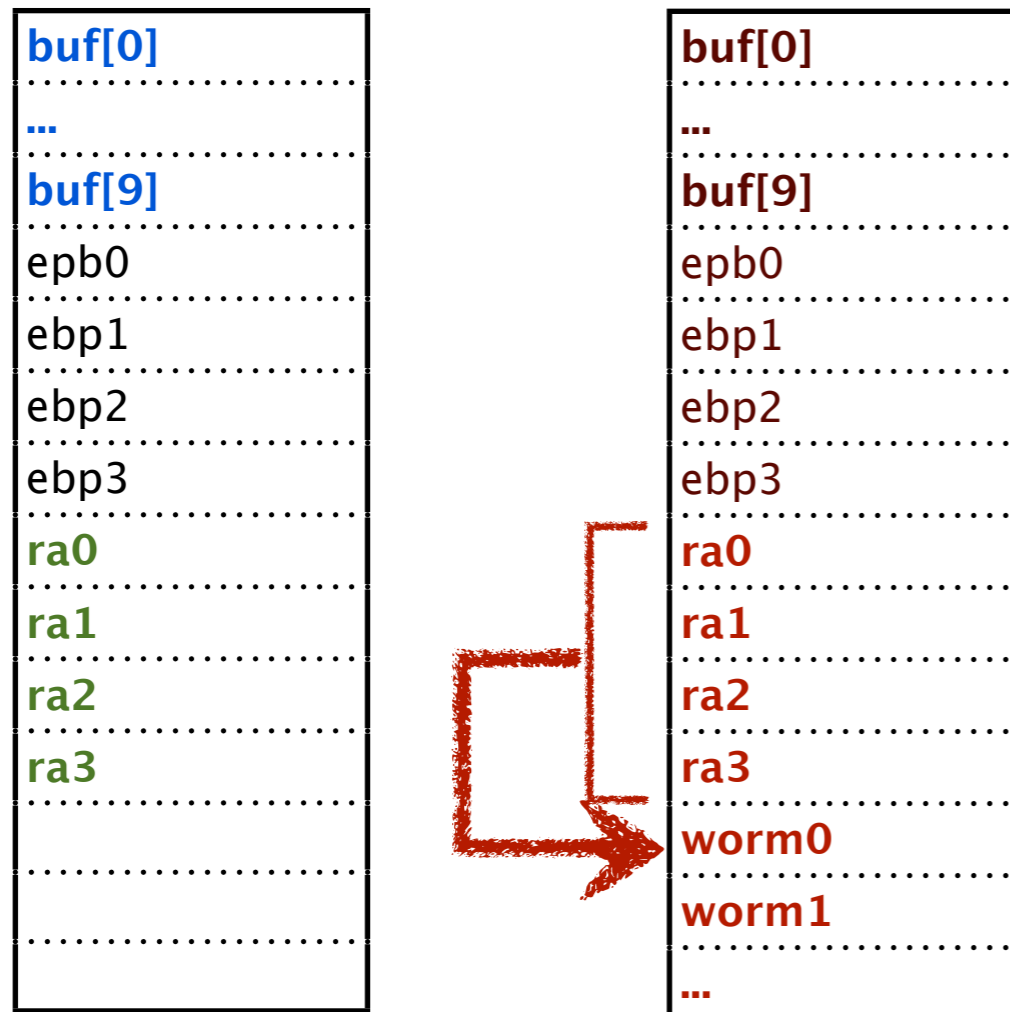 buf[0]
...
buf[9]
epb0
ebp1
ebp2
ebp3
ra0
ra1
ra2
ra3
buf[0]
...
buf[9]
epb0
ebp1
ebp2
ebp3
ra0
ra1
ra2
ra3
worm0
worm1
...